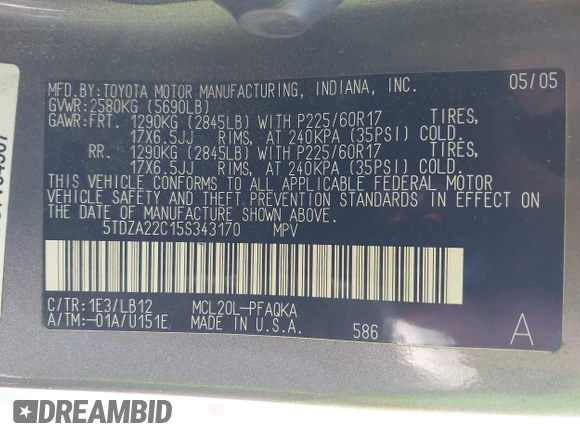 MFD.BY: TOYOTA MOTOR MANUFACTURING, INDIANA, INC. 05/05
GVWR: 2580KG (5690LB)
GAWR: FRT. 1290KG (2845LB) WITH P225/60R17 TIRES,
17X6.5JJ RIMS, AT 240KPA (35PSI) COLD.
RR. 1290KG (2845LB) WITH P225/60R17 TIRES,
17X6.5JJ RIMS, AT 240KPA (35PSI) COLD.
THIS VEHICLE CONFORMS TO ALL APPLICABLE FEDERAL MOTOR
VEHICLE SAFETY AND THEFT PREVENTION STANDARDS IN EFFECT ON
THE DATE OF MANUFACTURE SHOWN ABOVE.
5TDZA22C15S343170 MPV
C/TR: 1E3/LB12 MCL20L-PFAQKA
A/TM: -01A/U151E MADE IN U.S.A. 586 A
DREAMBID